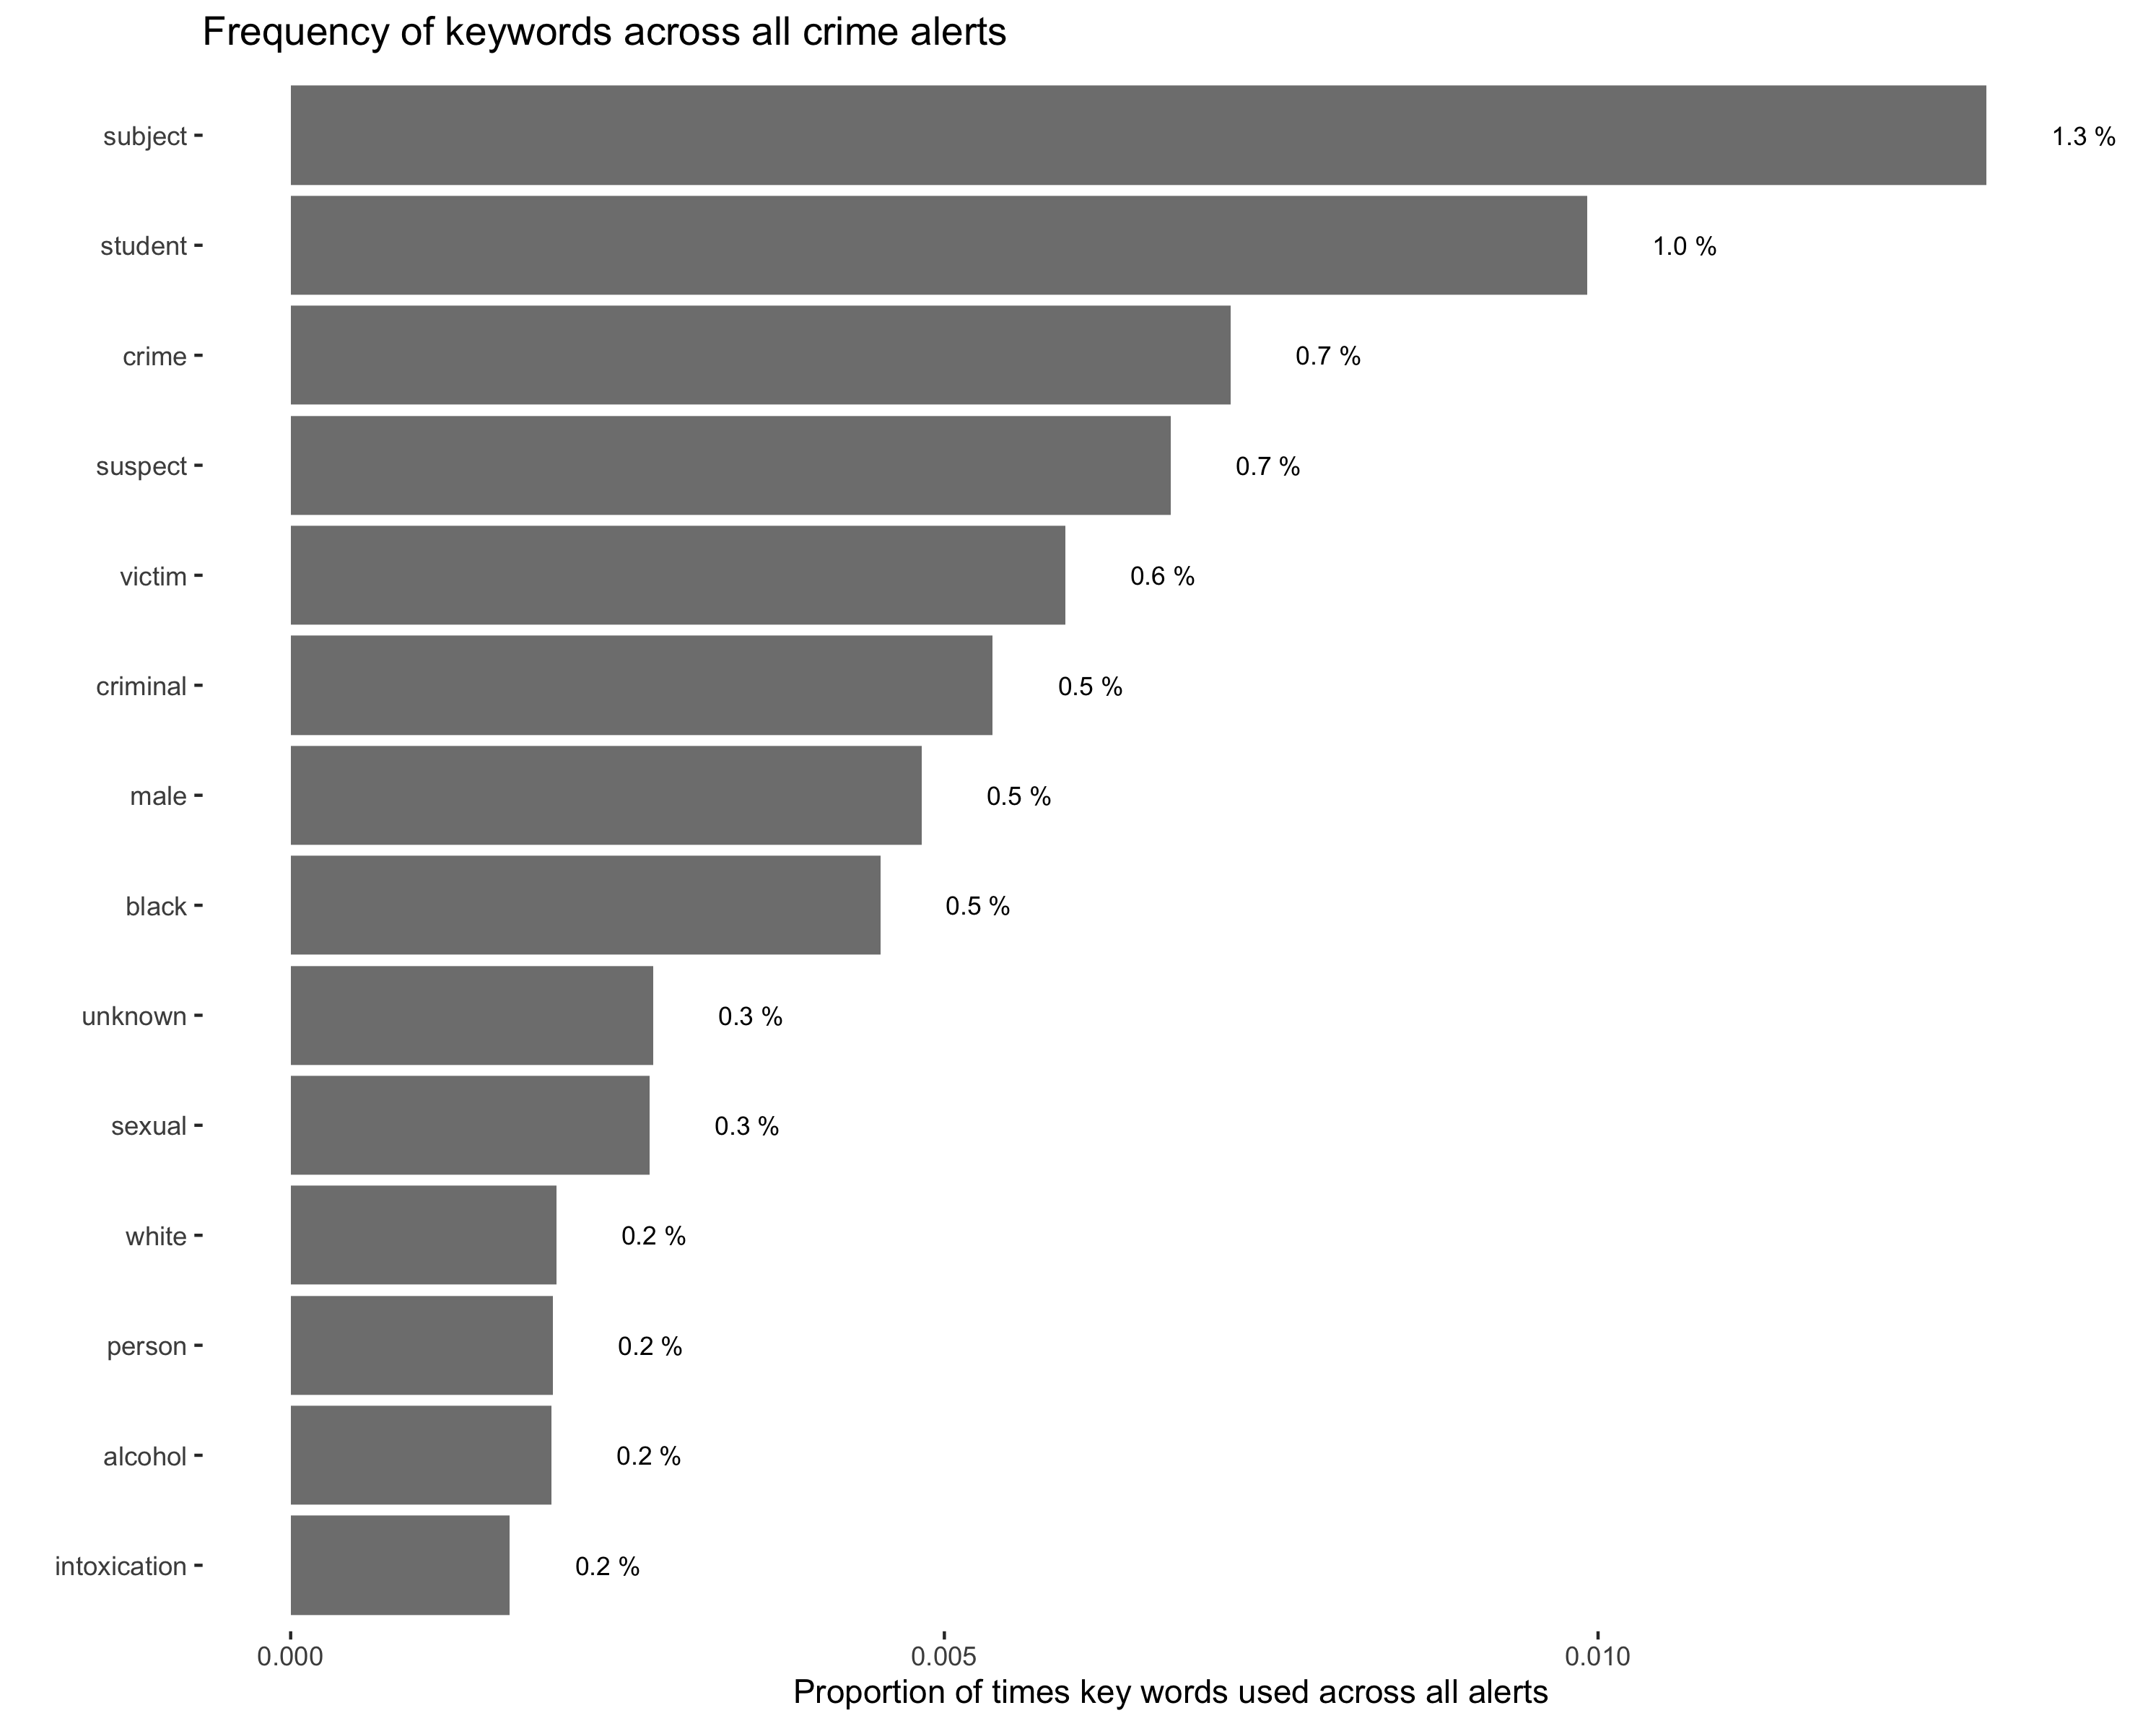 Frequency of keywords across all crime alerts
subject 1.3 %
student 1.0 %
crime 0.7 %
suspect 0.7 %
victim 0.6 %
criminal 0.5 %
male 0.5 %
black 0.5 %
unknown 0.3 %
sexual 0.3 %
white 0.2 %
person 0.2 %
alcohol 0.2 %
intoxication 0.2 %
0.000 0.005 0.010
Proportion of times key words used across all alerts